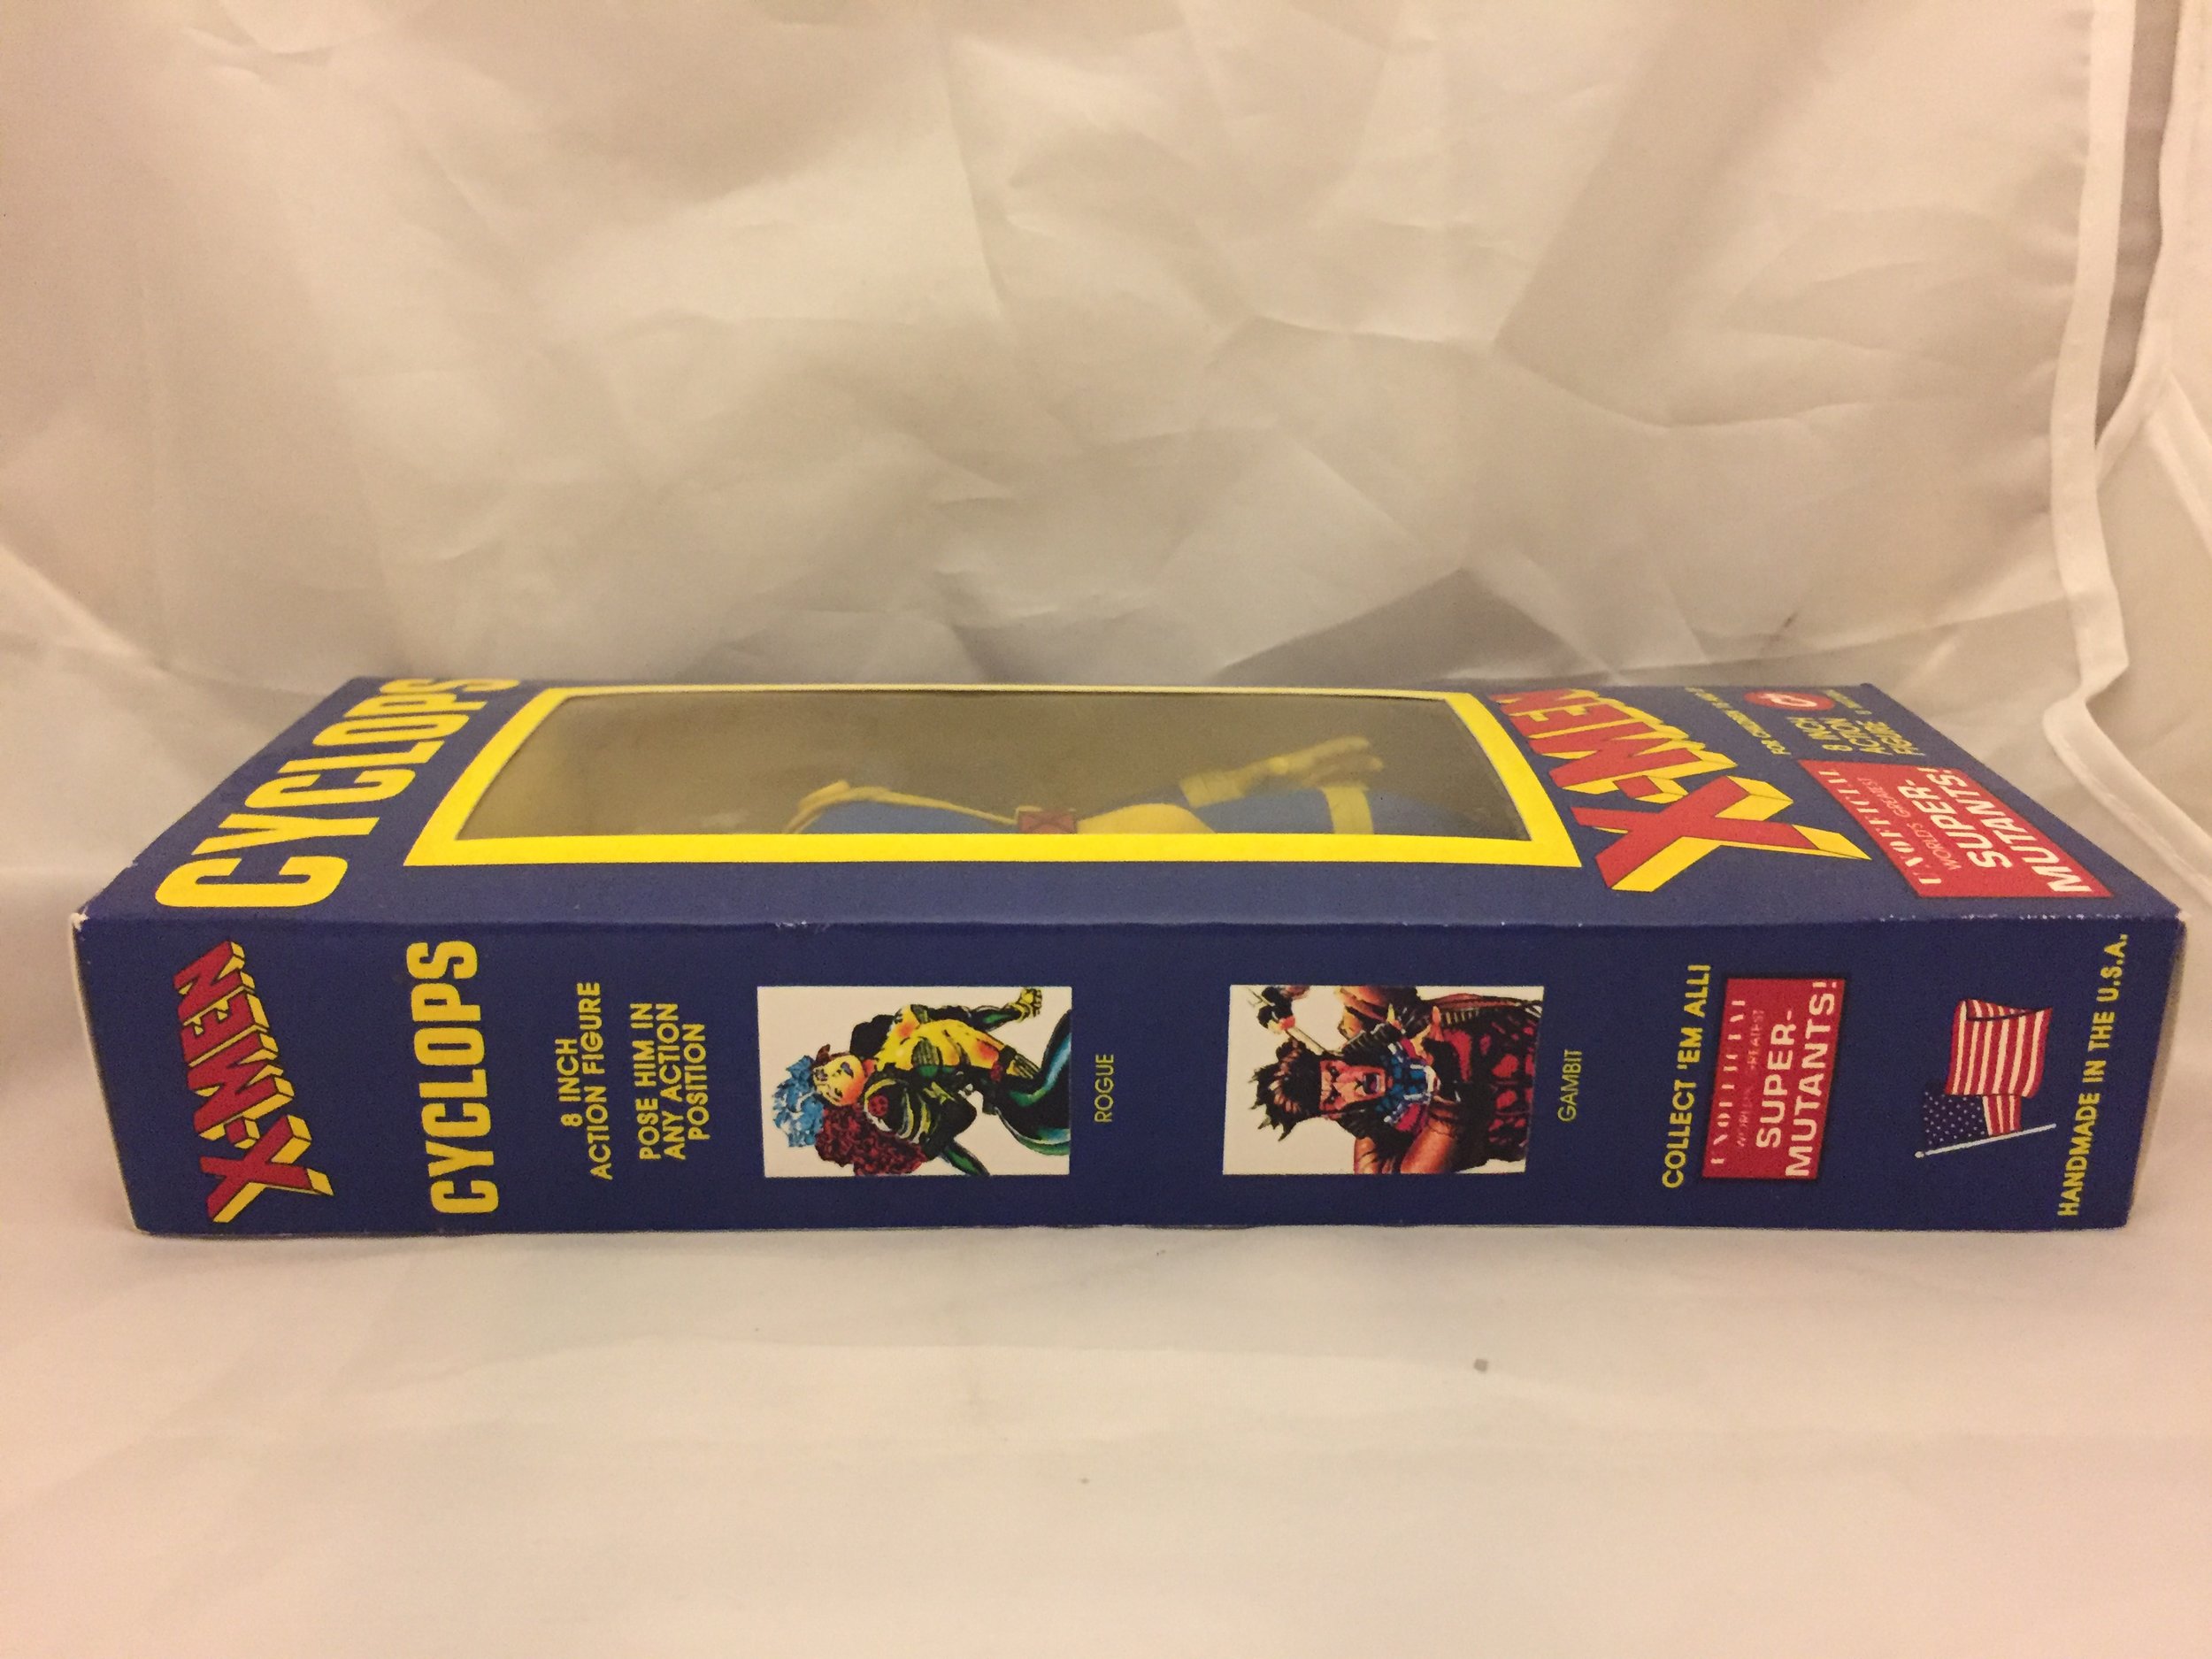 CYCLOPS
X-MEN
8 INCH
ACTION
FIGURE
UNOFFICIAL
WORLD'S GREATEST
SUPER-
MUTANTS!
X-MEN
CYCLOPS
8 INCH
ACTION FIGURE
POSE HIM IN
ANY ACTION
POSITION
ROGUE
GAMBIT
COLLECT 'EM ALL!
UNOFFICIAL
WORLD'S GREATEST
SUPER-
MUTANTS!
HANDMADE IN THE U.S.A.